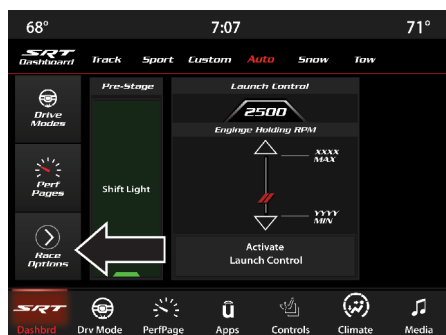 68°
7:07
71°
SRT
Dashboard
Track Sport Custom Auto Snow Tow
Drive
Modes
Perf
Pages
Race
Options
Pre-Stage
Shift Light
Launch Control
2500
Enginge Holding RPM
XXXX
MAX
YYYY
MIN
Activate
Launch Control
SRT
Dashbrd
Drv Mode
PerfPage
û
Apps
Controls
Climate
Media